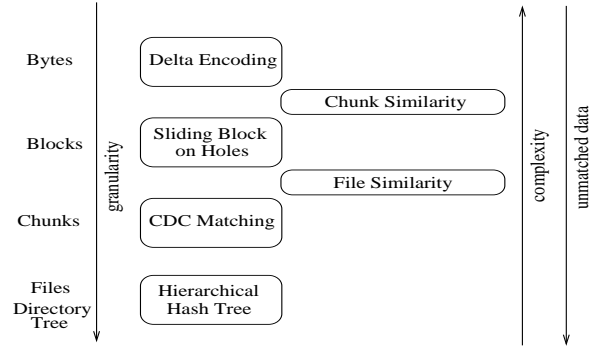 Bytes
Delta Encoding
Chunk Similarity
Blocks
Sliding Block
on Holes
File Similarity
Chunks
CDC Matching
Files
Directory
Tree
Hierarchical
Hash Tree
granularity
complexity
unmatched data